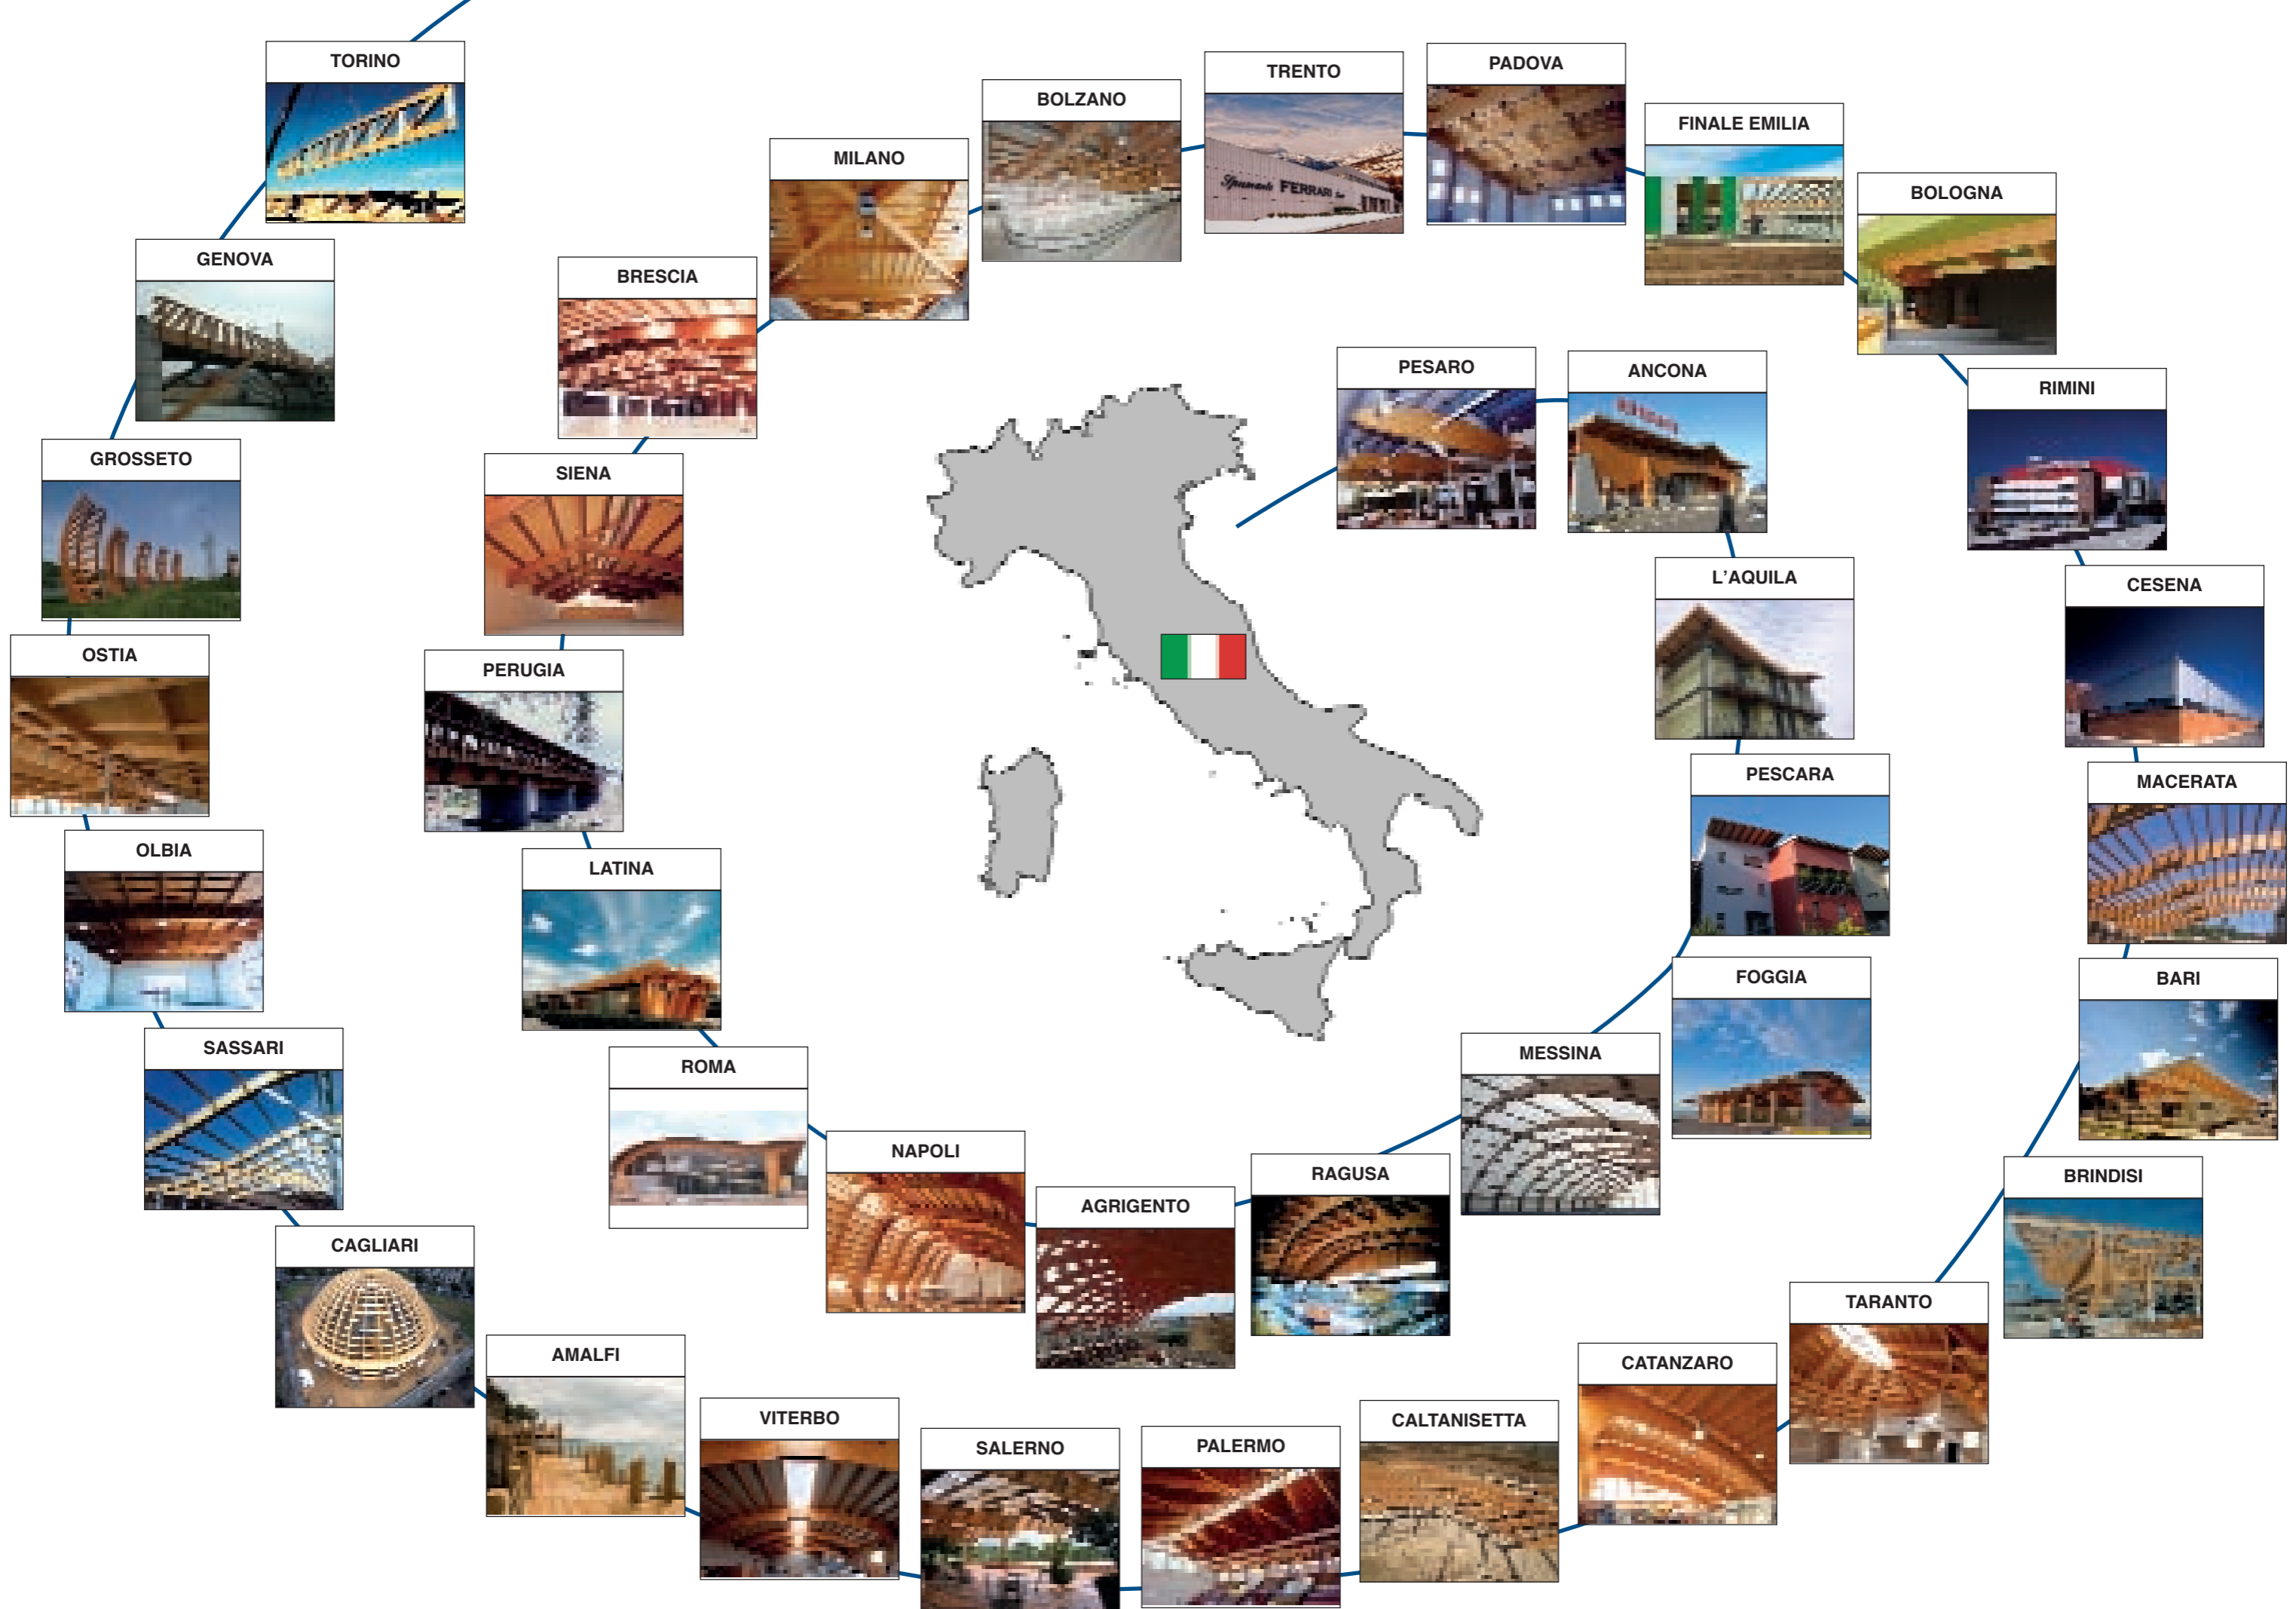 TORINO
GENOVA
GROSSETO
OSTIA
OLBIA
SASSARI
CAGLIARI
AMALFI
VITERBO
SALERNO
PALERMO
CALTANISETTA
CATANZARO
TARANTO
BRINDISI
BARI
MACERATA
CESENA
RIMINI
BOLOGNA
FINALE EMILIA
PADOVA
TRENTO
Spumante FERRARI
BOLZANO
MILANO
BRESCIA
SIENA
PERUGIA
LATINA
ROMA
NAPOLI
AGRIGENTO
RAGUSA
MESSINA
FOGGIA
PESCARA
L'AQUILA
ANCONA
PESARO